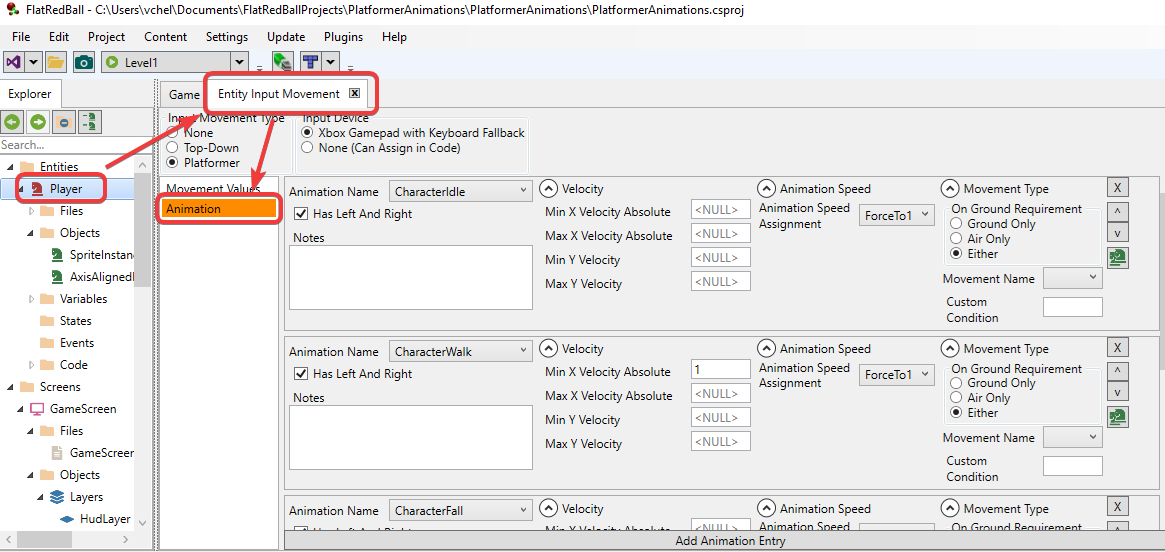 FlatRedBall - C:\Users\vchel\Documents\FlatRedBallProjects\PlatformerAnimations\PlatformerAnimations\PlatformerAnimations.csproj
File Edit Project Content Settings Update Plugins Help
Level1
Explorer
Search...
Entities
Player
Files
Objects
SpriteInstan
AxisAligned
Variables
States
Events
Code
Screens
GameScreen
Files
GameScreen
Objects
Layers
HudLayer
Game Entity Input Movement
Input Movement Type
None
Top-Down
Platformer
Input Device
Xbox Gamepad with Keyboard Fallback
None (Can Assign in Code)
Movement Values
Animation
Animation Name CharacterIdle
Has Left And Right
Notes
Velocity
Min X Velocity Absolute <NULL>
Max X Velocity Absolute <NULL>
Min Y Velocity <NULL>
Max Y Velocity <NULL>
Animation Speed
Animation Speed
Assignment
ForceTo1
Movement Type
On Ground Requirement
Ground Only
Air Only
Either
Movement Name
Custom
Condition
X
^
v
Animation Name CharacterWalk
Has Left And Right
Notes
Velocity
Min X Velocity Absolute 1
Max X Velocity Absolute <NULL>
Min Y Velocity <NULL>
Max Y Velocity <NULL>
Animation Speed
Animation Speed
Assignment
ForceTo1
Movement Type
On Ground Requirement
Ground Only
Air Only
Either
Movement Name
Custom
Condition
X
^
v
Animation Name CharacterFall
Has Left And Right
Velocity
Min X Velocity Absolute <NULL>
Animation Speed
Animation Speed
ForceTo1
Movement Type
On Ground Requirement
X
^
Add Animation Entry